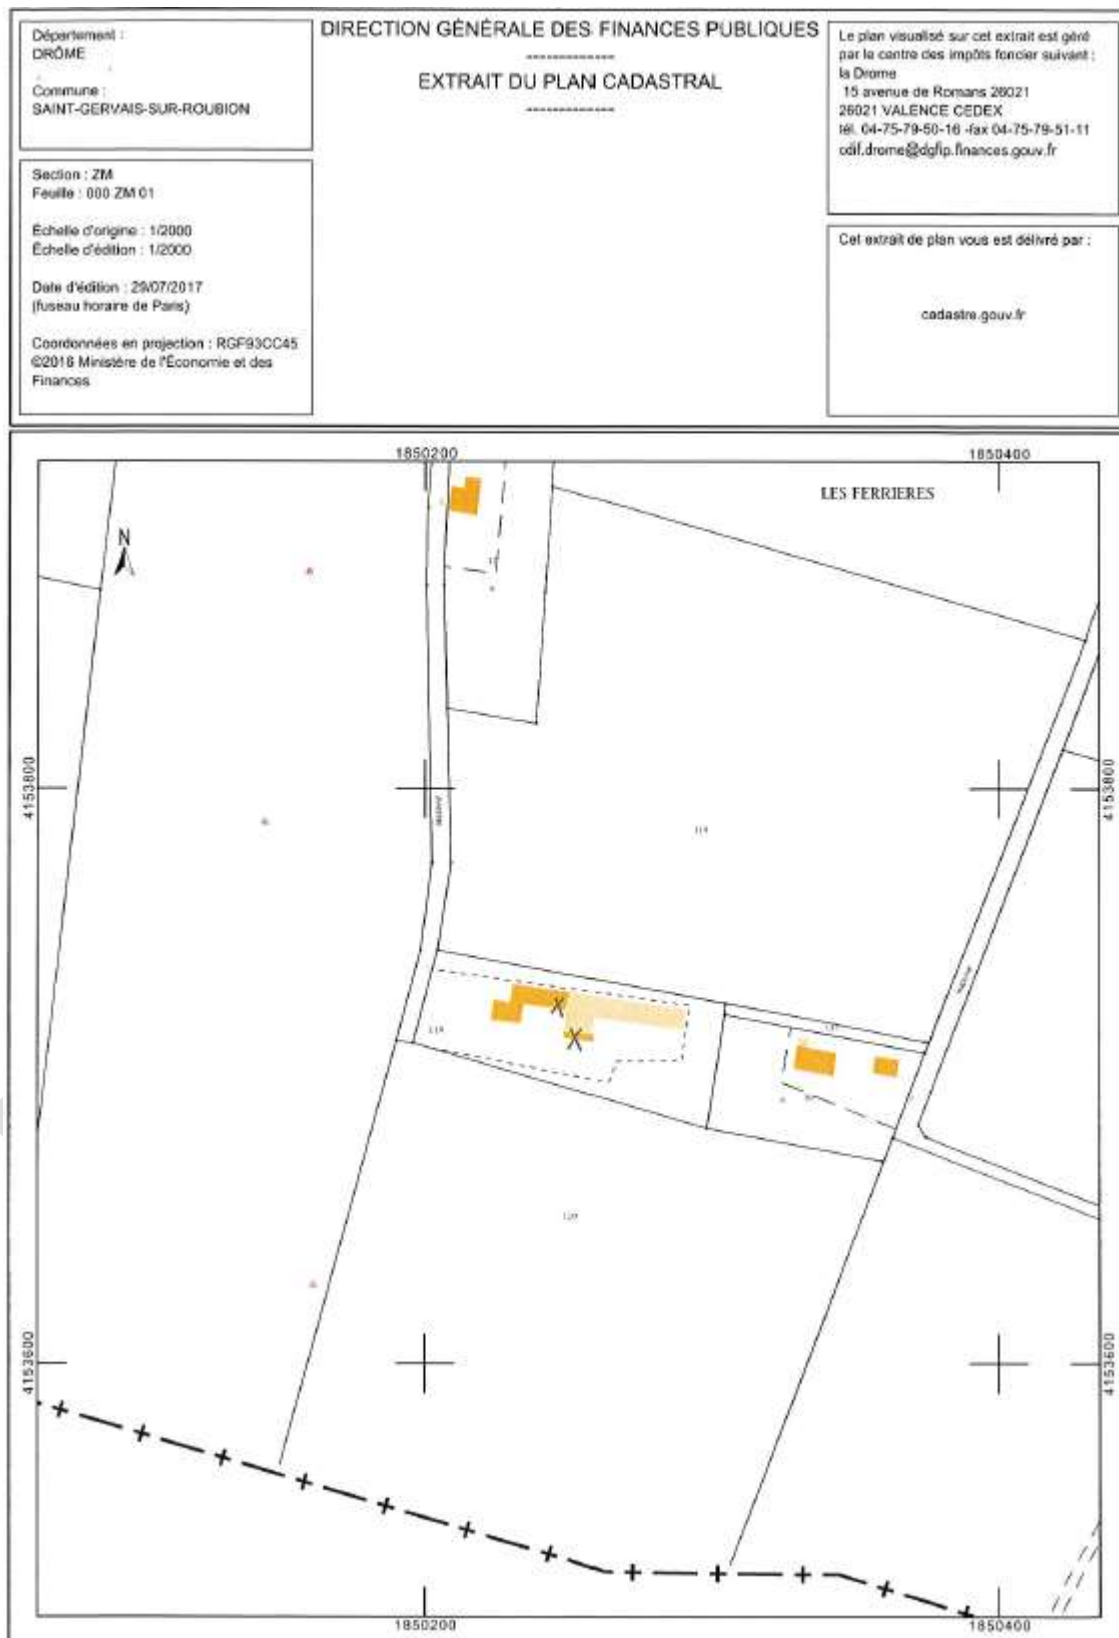 Département :
DRÔME
Commune :
SAINT-GERVAIS-SUR-ROUBION
Section : ZM
Feuille : 000 ZM 01
Échelle d'origine : 1/2000
Échelle d'édition : 1/2000
Date d'édition : 29/07/2017
(fuseau horaire de Paris)
Coordonnées en projection : RGF93CC45
©2016 Ministère de l'Économie et des
Finances
DIRECTION GÉNÉRALE DES FINANCES PUBLIQUES
-------------
EXTRAIT DU PLAN CADASTRAL
-------------
Le plan visualisé sur cet extrait est géré
par le centre des impôts foncier suivant :
la Drome
15 avenue de Romans 26021
26021 VALENCE CEDEX
tél. 04-75-79-50-16 -fax 04-75-79-51-11
cdif.drome@dgfip.finances.gouv.fr
Cet extrait de plan vous est délivré par :
cadastre.gouv.fr
1850200
1850400
LES FERRIERES
N
4153800
4153800
X
X
4153600
4153600
1850200
1850400